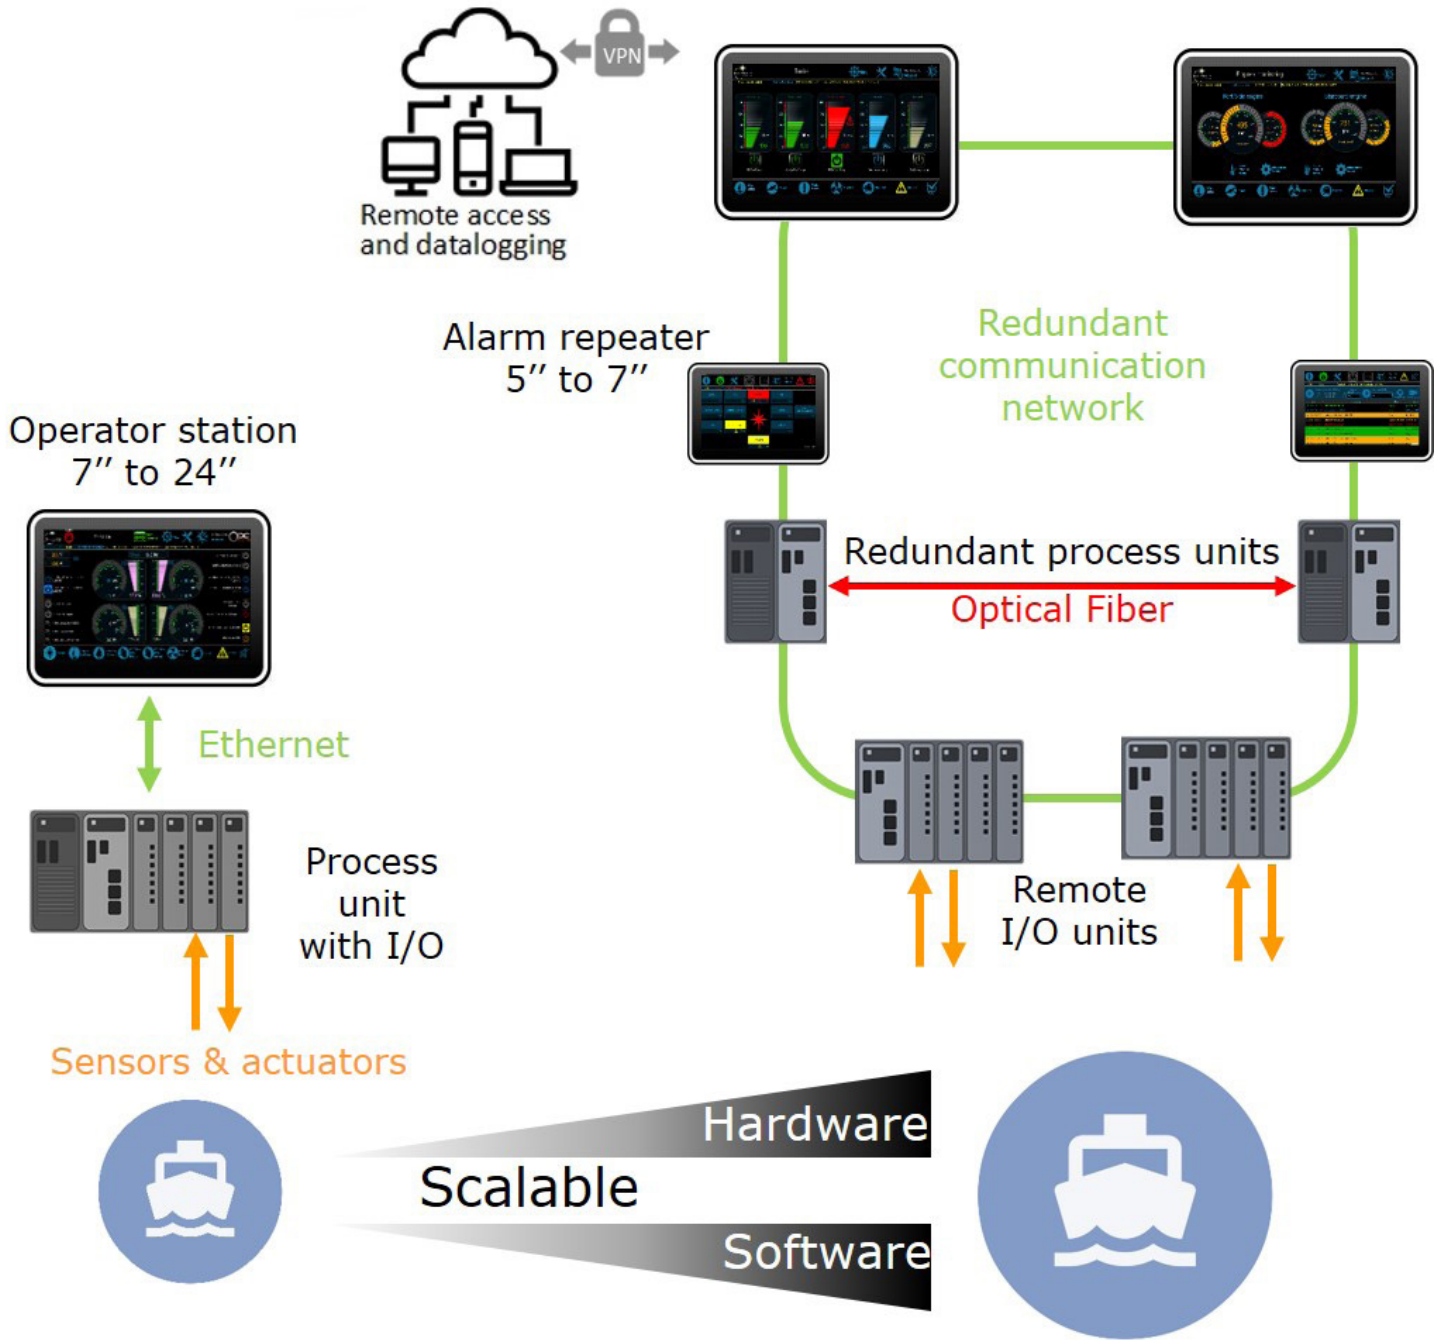 VPN
Remote access
and datalogging
Alarm repeater
5’’ to 7’’
Redundant
communication
network
Operator station
7’’ to 24’’
Redundant process units
Optical Fiber
Ethernet
Process
unit
with I/O
Remote
I/O units
Sensors & actuators
Hardware
Scalable
Software